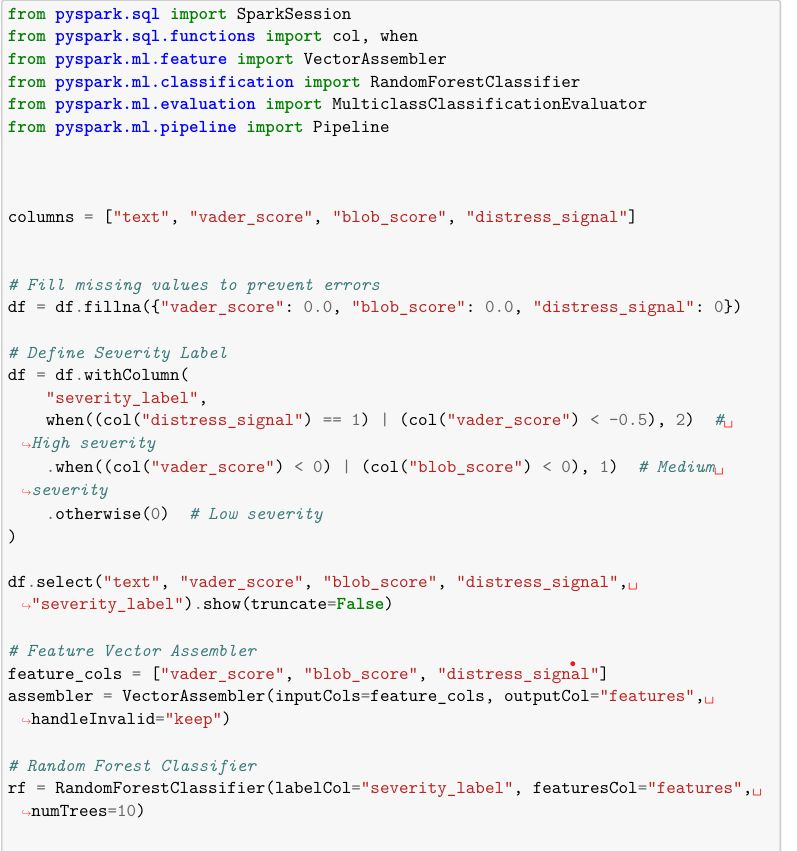 from pyspark.sql import SparkSession
from pyspark.sql.functions import col, when
from pyspark.ml.feature import VectorAssembler
from pyspark.ml.classification import RandomForestClassifier
from pyspark.ml.evaluation import MulticlassClassificationEvaluator
from pyspark.ml.pipeline import Pipeline
columns = ["text", "vader_score", "blob_score", "distress_signal"]
# Fill missing values to prevent errors
df = df.fillna({"vader_score": 0.0, "blob_score": 0.0, "distress_signal": 0})
# Define Severity Label
df = df.withColumn(
    "severity_label",
    when((col("distress_signal") == 1) | (col("vader_score") < -0.5), 2)  #␣
 ↪High severity
    .when((col("vader_score") < 0) | (col("blob_score") < 0), 1)  # Medium␣
 ↪severity
    .otherwise(0)  # Low severity
)
df.select("text", "vader_score", "blob_score", "distress_signal",␣
 ↪"severity_label").show(truncate=False)
# Feature Vector Assembler
feature_cols = ["vader_score", "blob_score", "distress_signal"]
assembler = VectorAssembler(inputCols=feature_cols, outputCol="features",␣
 ↪handleInvalid="keep")
# Random Forest Classifier
rf = RandomForestClassifier(labelCol="severity_label", featuresCol="features",␣
 ↪numTrees=10)